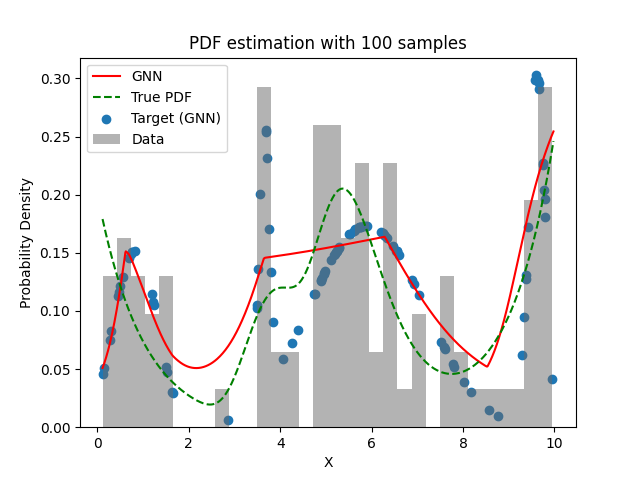 PDF estimation with 100 samples
GNN
True PDF
Target (GNN)
Data
0.30
0.25
0.20
0.15
0.10
0.05
0.00
Probability Density
0 2 4 6 8 10
X